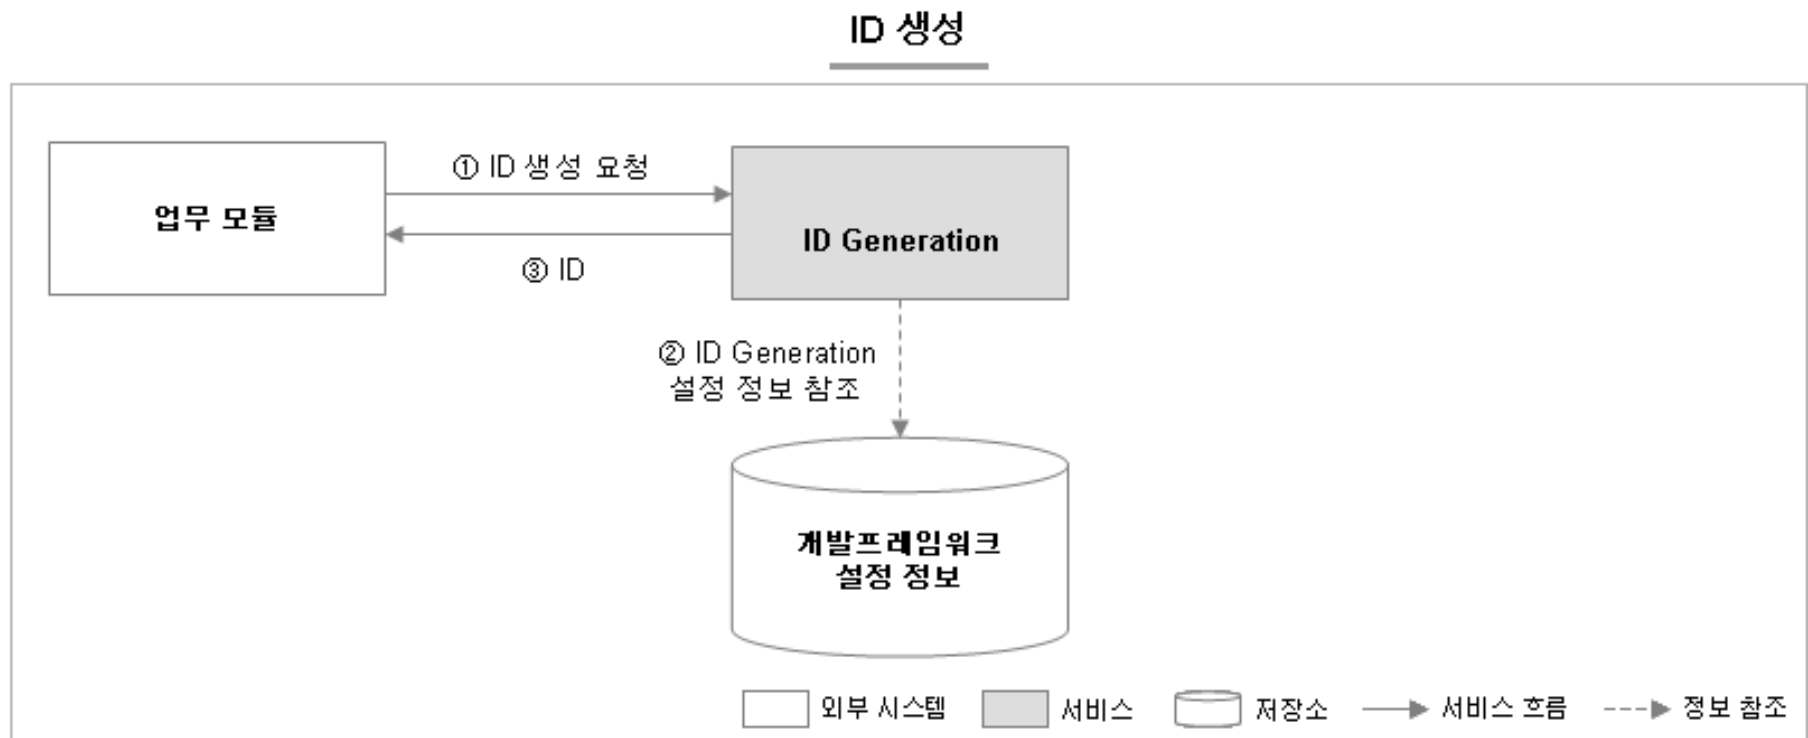 ID 생성
① ID 생성 요청
업무 모듈
ID Generation
③ ID
② ID Generation
설정 정보 참조
개발프레임워크
설정 정보
외부 시스템
서비스
저장소
서비스 흐름
정보 참조